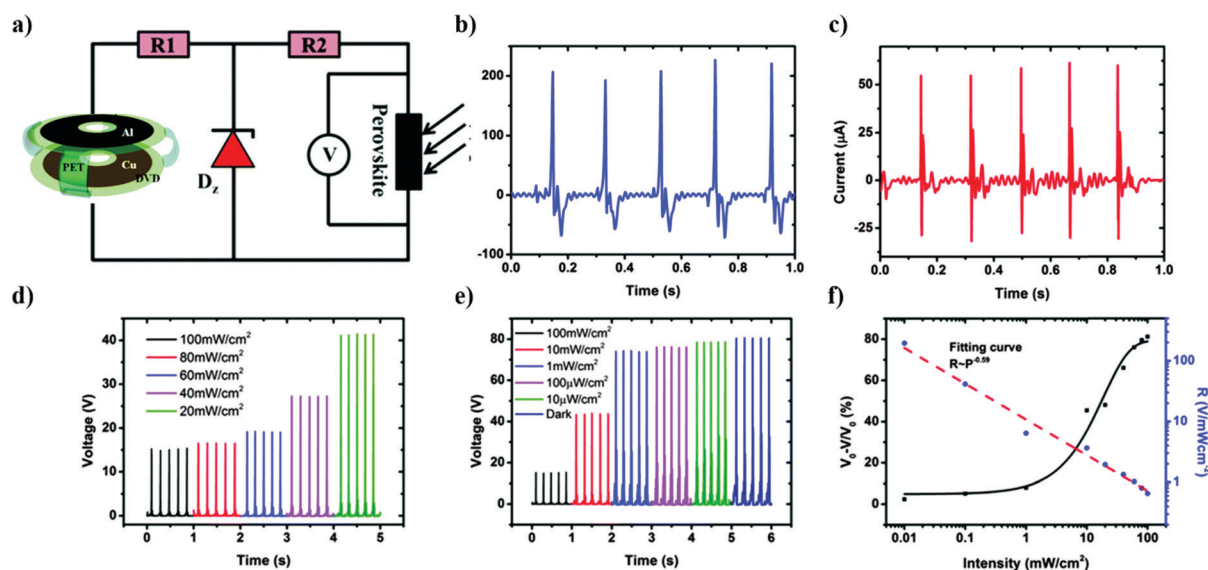 a)
R1
R2
Al
Cu
PET
DVD
Dz
V
Perovskite
b)
200
100
0
-100
0.0 0.2 0.4 0.6 0.8 1.0
Time (s)
c)
Current (μA)
50
25
0
-25
0.0 0.2 0.4 0.6 0.8 1.0
Time (s)
d)
Voltage (V)
40
30
20
10
0
100mW/cm²
80mW/cm²
60mW/cm²
40mW/cm²
20mW/cm²
0 1 2 3 4 5
Time (s)
e)
Voltage (V)
80
60
40
20
0
100mW/cm²
10mW/cm²
1mW/cm²
100μW/cm²
10μW/cm²
Dark
0 1 2 3 4 5 6
Time (s)
f)
V₀-V/V₀ (%)
80
60
40
20
0
Fitting curve
R~P^-0.59
100
10
1
R (V/mWcm⁻²)
0.01 0.1 1 10 100
Intensity (mW/cm²)